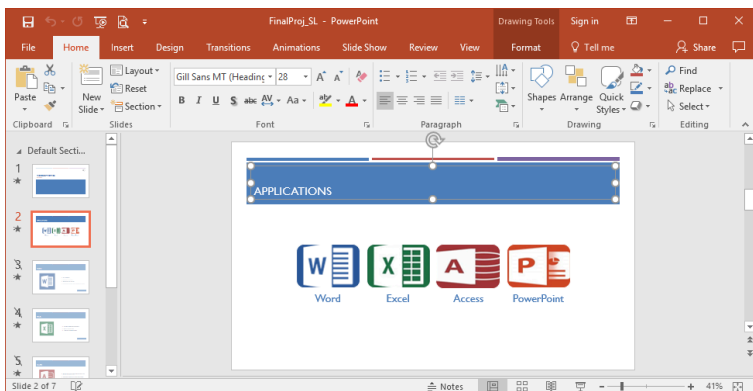 FinalProj_SL - PowerPoint
Drawing Tools
Sign in
File Home Insert Design Transitions Animations Slide Show Review View Format Tell me Share
Paste
New
Slide
Layout
Reset
Section
Gill Sans MT (Headinc 28
B I U S abc AV Aa A
Shapes Arrange Quick
Styles
Find
Replace
Select
Clipboard Slides Font Paragraph Drawing Editing
Default Secti...
1
2
3
4
5
APPLICATIONS
W X A P
Word Excel Access PowerPoint
Slide 2 of 7
Notes
41%